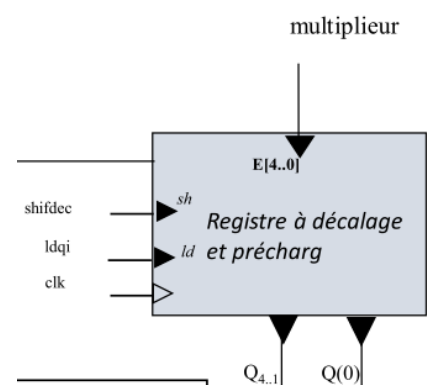 multiplieur
E[4..0]
shifdec
sh
Registre à décalage
ldqi
ld
et précharg
clk
Q4..1
Q(0)